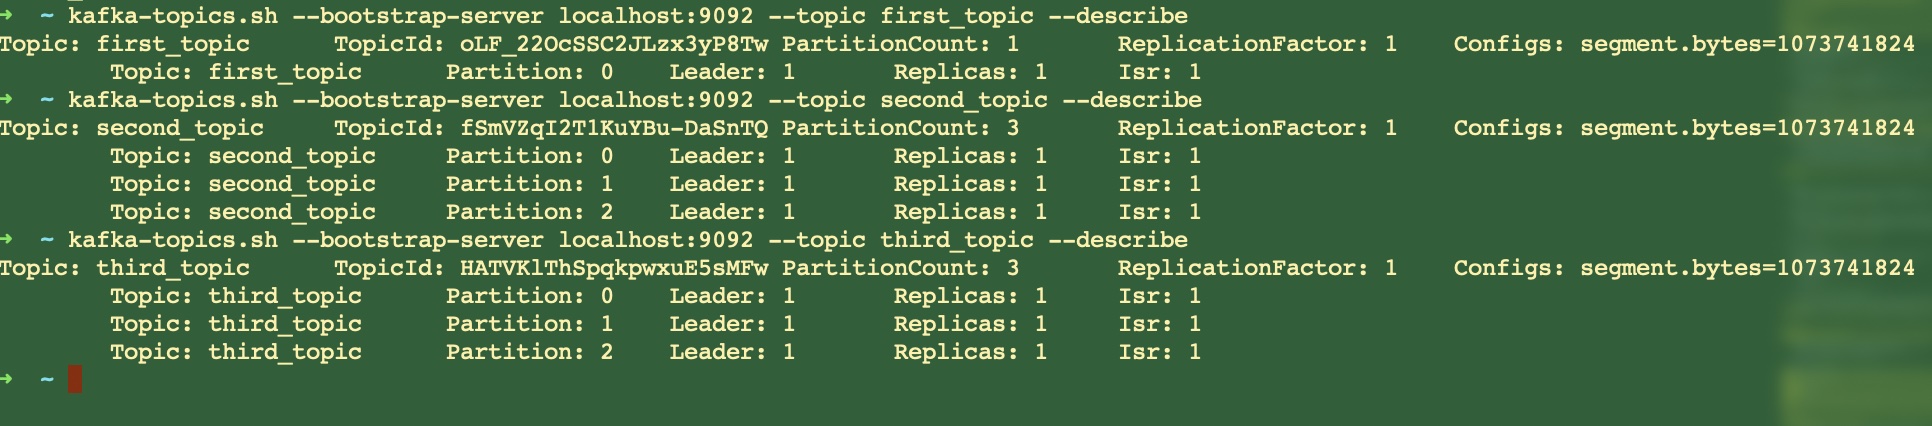 ➜ ~ kafka-topics.sh --bootstrap-server localhost:9092 --topic first_topic --describe
Topic: first_topic TopicId: oLF_22OcSSC2JLzx3yP8Tw PartitionCount: 1 ReplicationFactor: 1 Configs: segment.bytes=1073741824
Topic: first_topic Partition: 0 Leader: 1 Replicas: 1 Isr: 1
➜ ~ kafka-topics.sh --bootstrap-server localhost:9092 --topic second_topic --describe
Topic: second_topic TopicId: fSmVZqI2T1KuYBu-DaSnTQ PartitionCount: 3 ReplicationFactor: 1 Configs: segment.bytes=1073741824
Topic: second_topic Partition: 0 Leader: 1 Replicas: 1 Isr: 1
Topic: second_topic Partition: 1 Leader: 1 Replicas: 1 Isr: 1
Topic: second_topic Partition: 2 Leader: 1 Replicas: 1 Isr: 1
➜ ~ kafka-topics.sh --bootstrap-server localhost:9092 --topic third_topic --describe
Topic: third_topic TopicId: HATVKlThSpqkpwxuE5sMFw PartitionCount: 3 ReplicationFactor: 1 Configs: segment.bytes=1073741824
Topic: third_topic Partition: 0 Leader: 1 Replicas: 1 Isr: 1
Topic: third_topic Partition: 1 Leader: 1 Replicas: 1 Isr: 1
Topic: third_topic Partition: 2 Leader: 1 Replicas: 1 Isr: 1
➜ ~